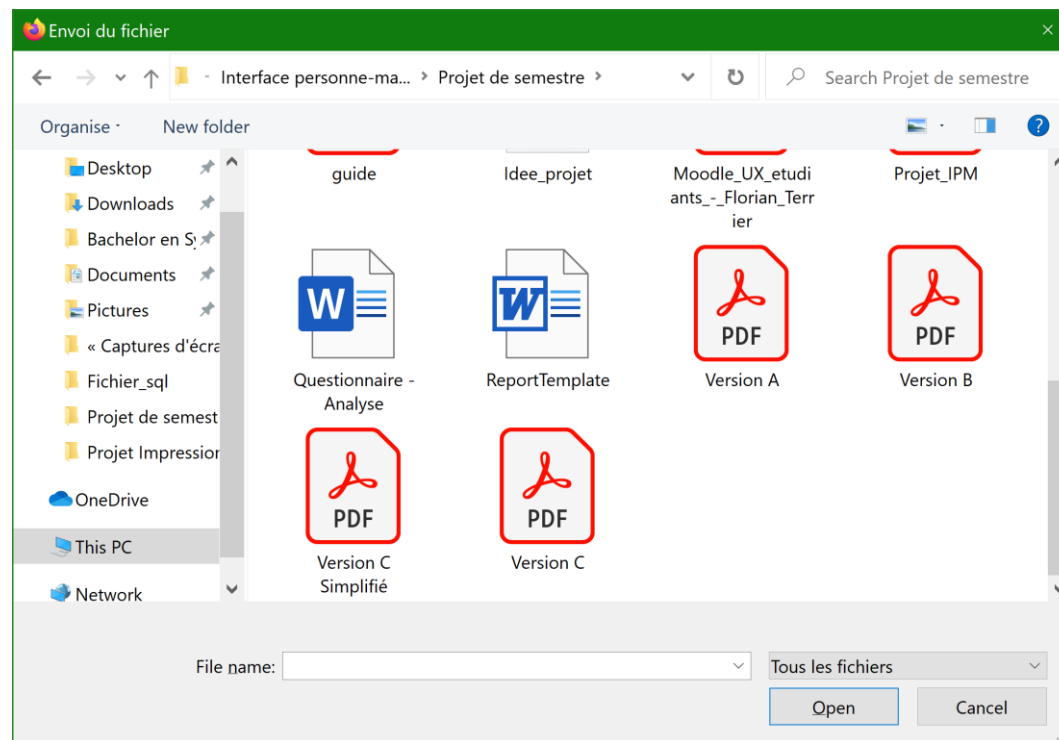 Envoi du fichier
Interface personne-ma... > Projet de semestre >
Search Projet de semestre
Organise
New folder
Desktop
Downloads
Bachelor en Sy
Documents
Pictures
« Captures d'écra
Fichier_sql
Projet de semest
Projet Impression
OneDrive
This PC
Network
guide
Idee_projet
Moodle_UX_etudi
ants_-_Florian_Terr
ier
Projet_IPM
W
W
PDF
PDF
Questionnaire -
Analyse
ReportTemplate
Version A
Version B
PDF
PDF
Version C
Simplifié
Version C
File name:
Tous les fichiers
Open
Cancel